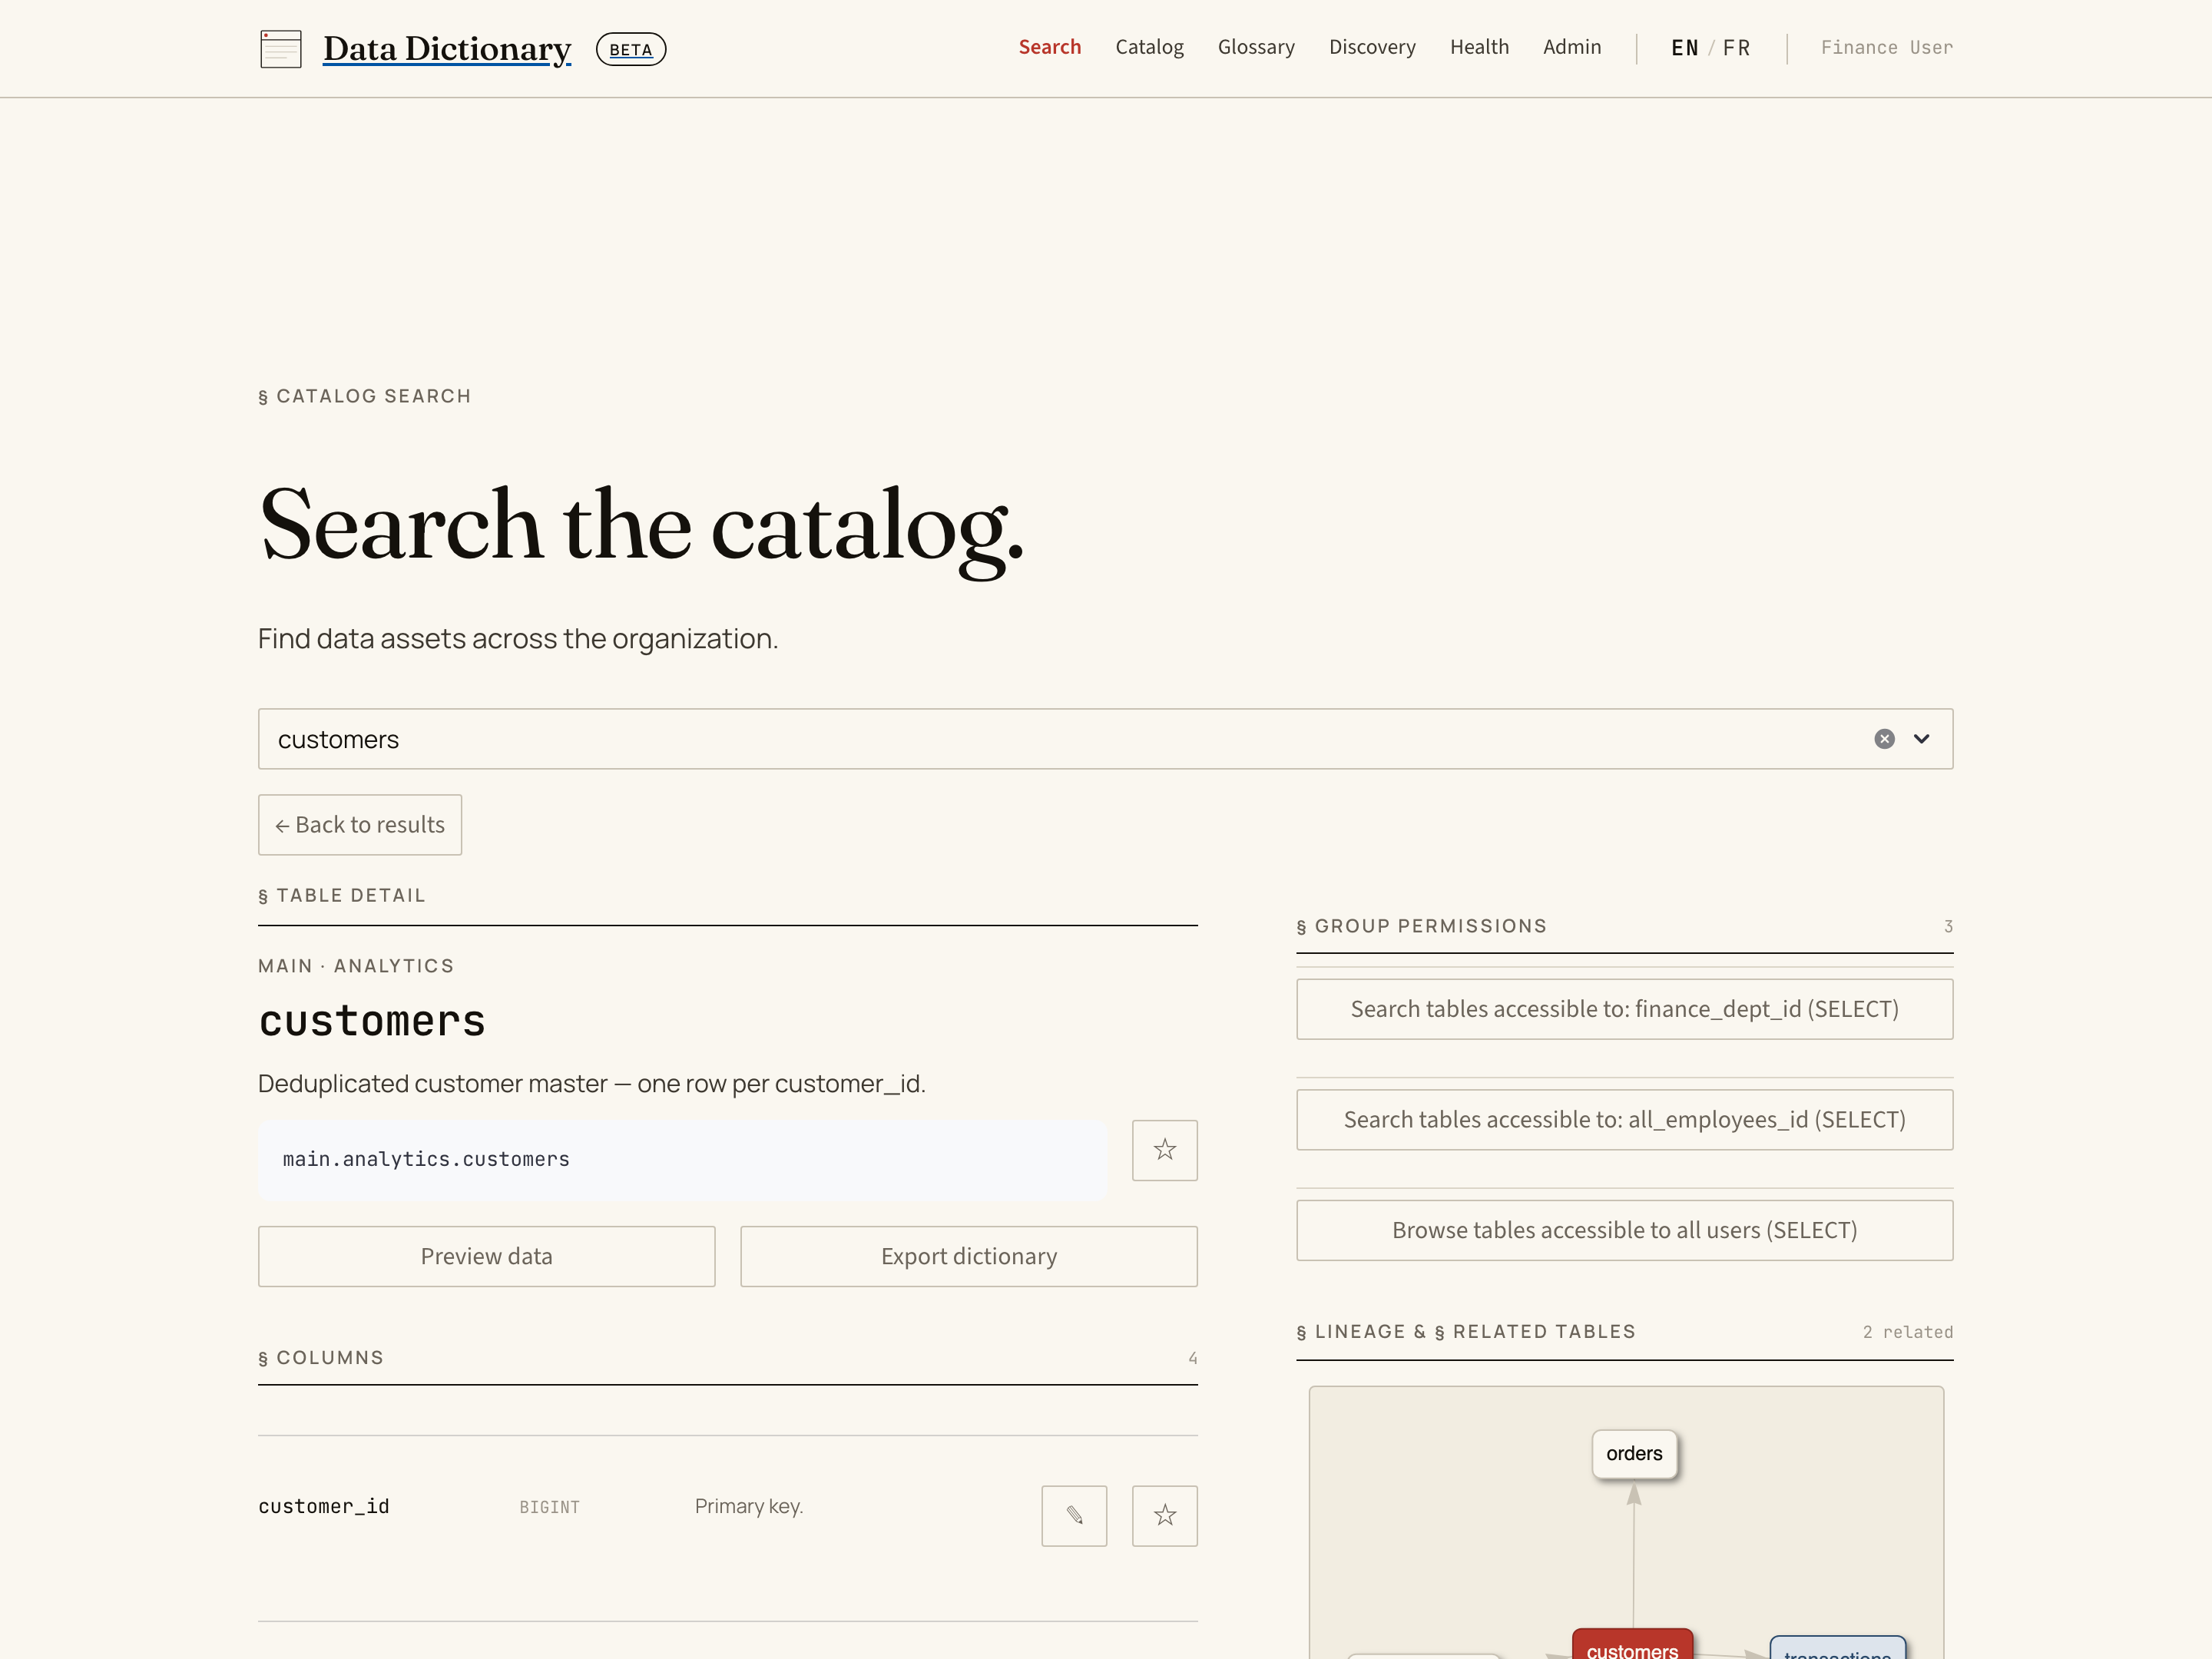 Data Dictionary BETA
Search Catalog Glossary Discovery Health Admin EN / FR Finance User
§ CATALOG SEARCH
Search the catalog.
Find data assets across the organization.
customers
← Back to results
§ TABLE DETAIL
MAIN · ANALYTICS
customers
Deduplicated customer master — one row per customer_id.
main.analytics.customers
☆
Preview data
Export dictionary
§ COLUMNS 4
customer_id BIGINT Primary key. ✎ ☆
§ GROUP PERMISSIONS 3
Search tables accessible to: finance_dept_id (SELECT)
Search tables accessible to: all_employees_id (SELECT)
Browse tables accessible to all users (SELECT)
§ LINEAGE & § RELATED TABLES 2 related
orders
customers
transactions